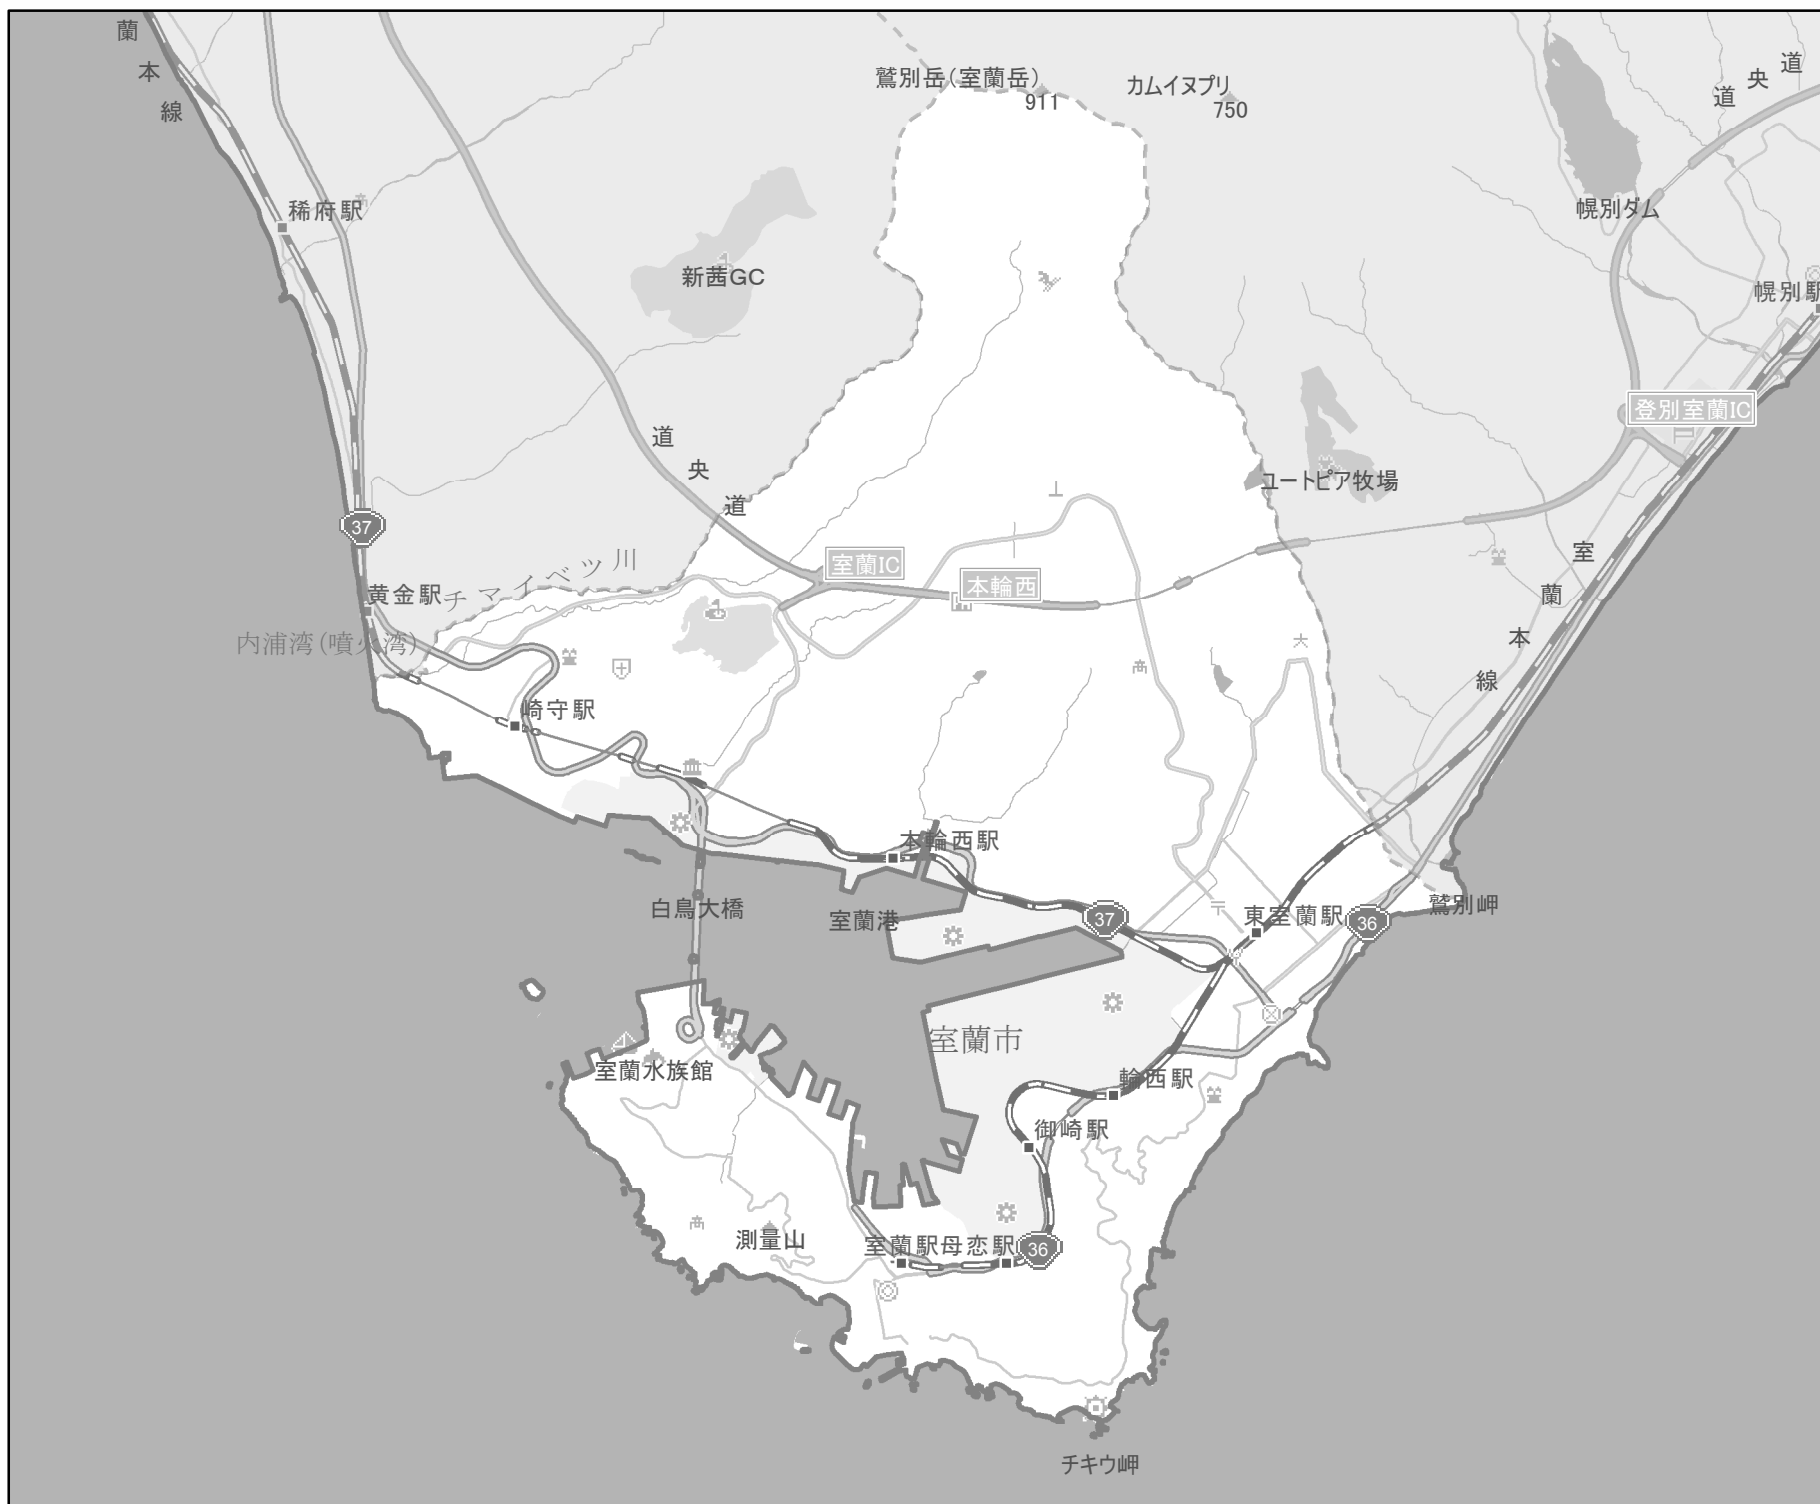 蘭本線
鷲別岳(室蘭岳)
911
カムイヌプリ
750
道央道
稀府駅
幌別ダム
新茜GC
幌別駅
登別室蘭IC
道央道
ユートピア牧場
37
室蘭IC
本輪西
チマイベツ川
黄金駅
内浦湾(噴火湾)
室蘭本線
崎守駅
本輪西駅
白鳥大橋
室蘭港
37
東室蘭駅
36
鷲別岬
室蘭市
室蘭水族館
輪西駅
御崎駅
測量山
室蘭駅
母恋駅
36
チキウ岬